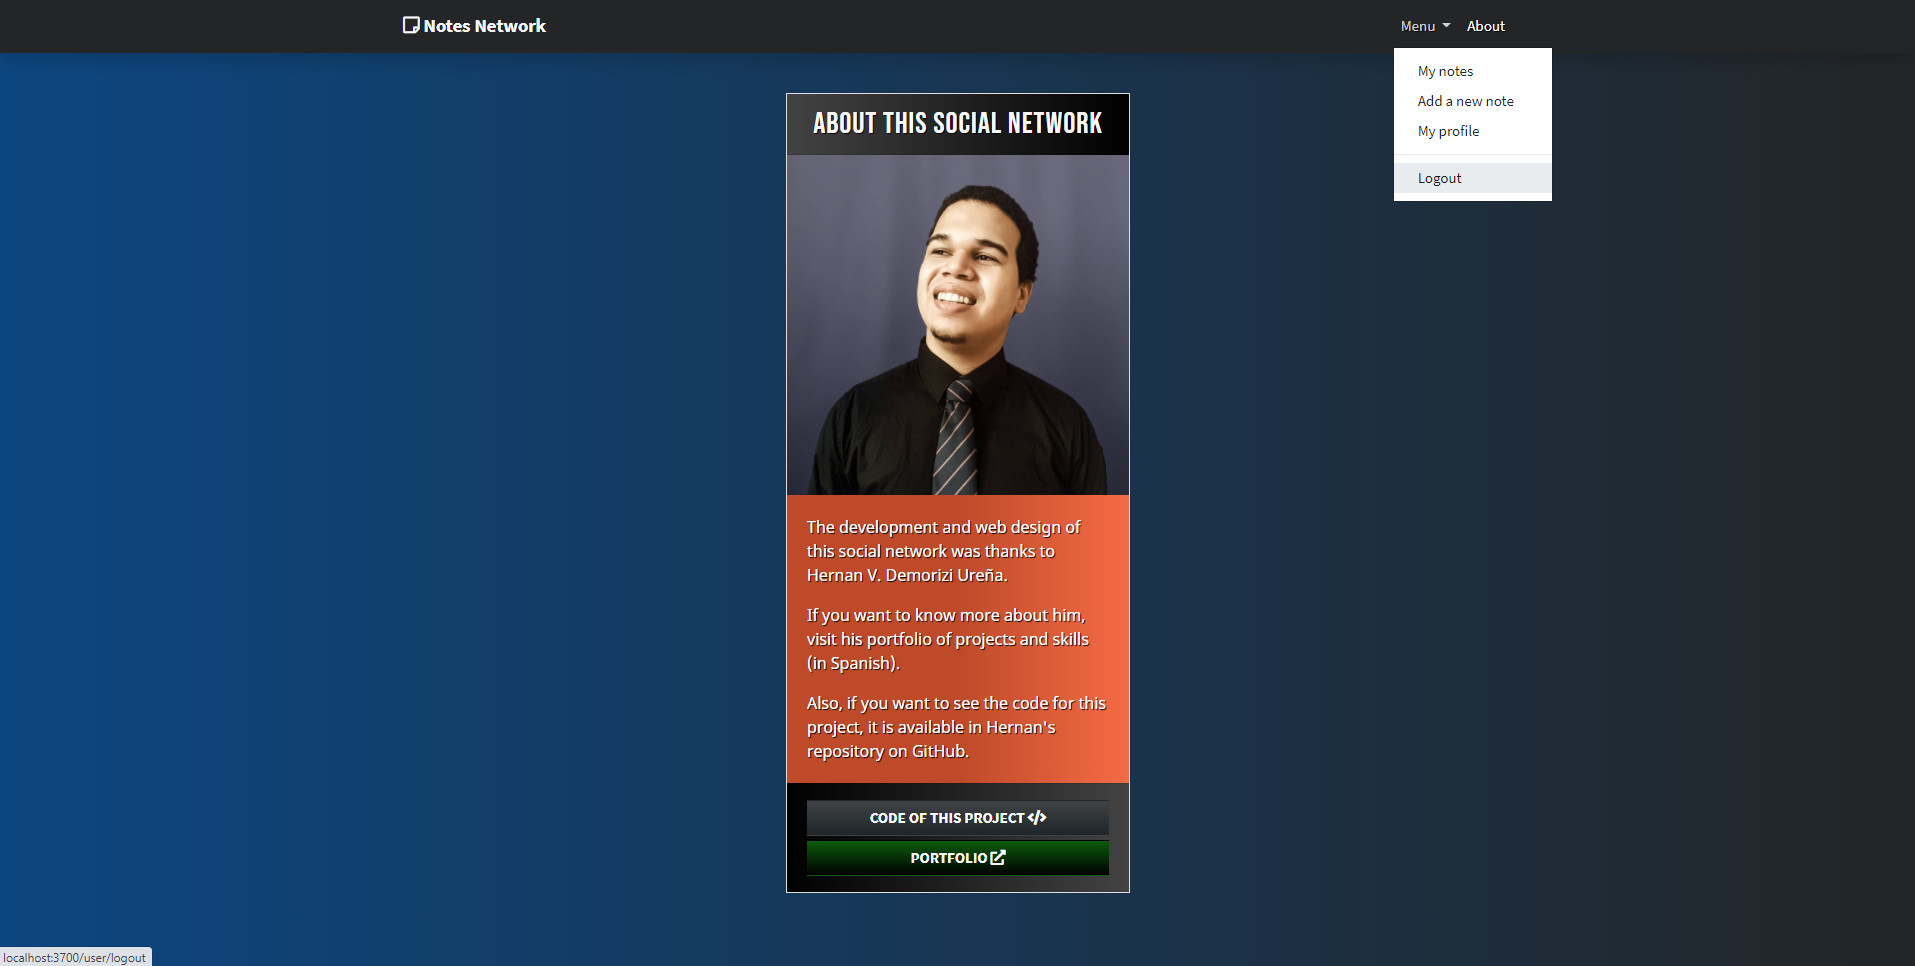 Notes Network
Menu About
My notes
Add a new note
My profile
Logout
ABOUT THIS SOCIAL NETWORK
The development and web design of
this social network was thanks to
Hernan V. Demorizi Ureña.
If you want to know more about him,
visit his portfolio of projects and skills
(in Spanish).
Also, if you want to see the code for this
project, it is available in Hernan's
repository on GitHub.
CODE OF THIS PROJECT </>
PORTFOLIO
localhost:3700/user/logout